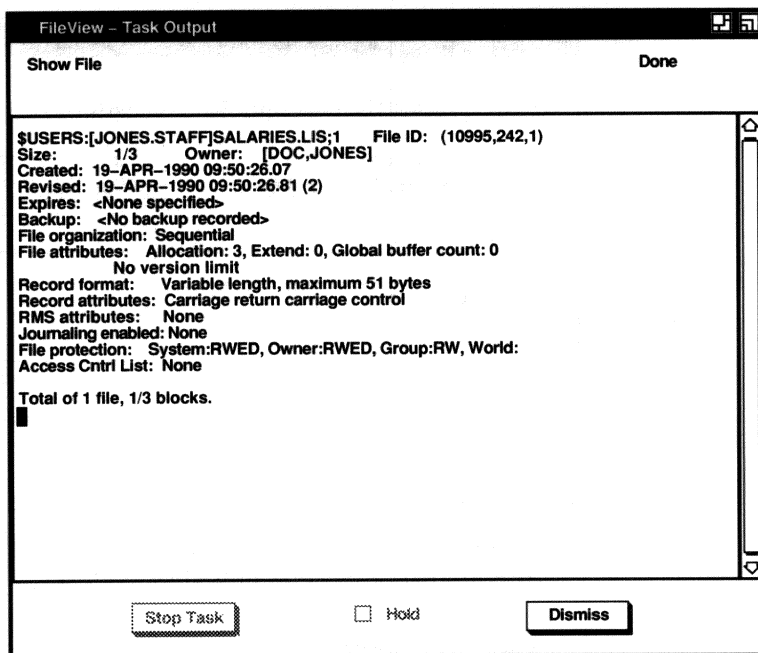 FileView – Task Output
Show File Done
$USERS:[JONES.STAFF]SALARIES.LIS;1 File ID: (10995,242,1)
Size: 1/3 Owner: [DOC,JONES]
Created: 19–APR–1990 09:50:26.07
Revised: 19–APR–1990 09:50:26.81 (2)
Expires: <None specified>
Backup: <No backup recorded>
File organization: Sequential
File attributes: Allocation: 3, Extend: 0, Global buffer count: 0
No version limit
Record format: Variable length, maximum 51 bytes
Record attributes: Carriage return carriage control
RMS attributes: None
Journaling enabled: None
File protection: System:RWED, Owner:RWED, Group:RW, World:
Access Cntrl List: None
Total of 1 file, 1/3 blocks.
Stop Task Hold Dismiss